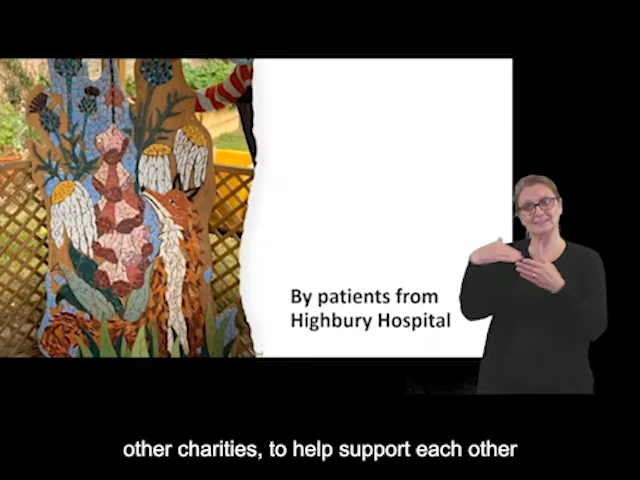 By patients from
Highbury Hospital
other charities, to help support each other